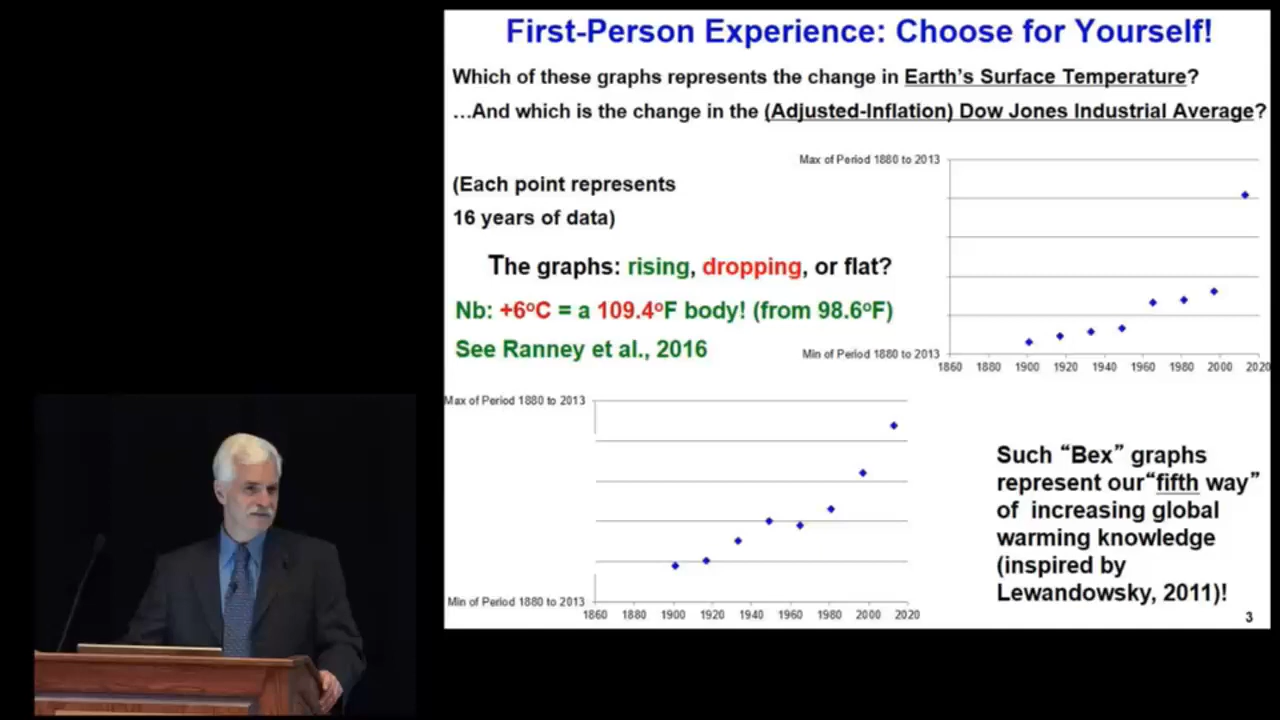 First-Person Experience: Choose for Yourself!
Which of these graphs represents the change in Earth's Surface Temperature?
…And which is the change in the (Adjusted-Inflation) Dow Jones Industrial Average?
(Each point represents
16 years of data)
The graphs: rising, dropping, or flat?
Nb: +6ºC = a 109.4ºF body! (from 98.6ºF)
See Ranney et al., 2016
Max of Period 1880 to 2013
Min of Period 1880 to 2013
1860 1880 1900 1920 1940 1960 1980 2000 2020
Max of Period 1880 to 2013
Min of Period 1880 to 2013
1860 1880 1900 1920 1940 1960 1980 2000 2020
Such “Bex” graphs
represent our“fifth way”
of increasing global
warming knowledge
(inspired by
Lewandowsky, 2011)!
3